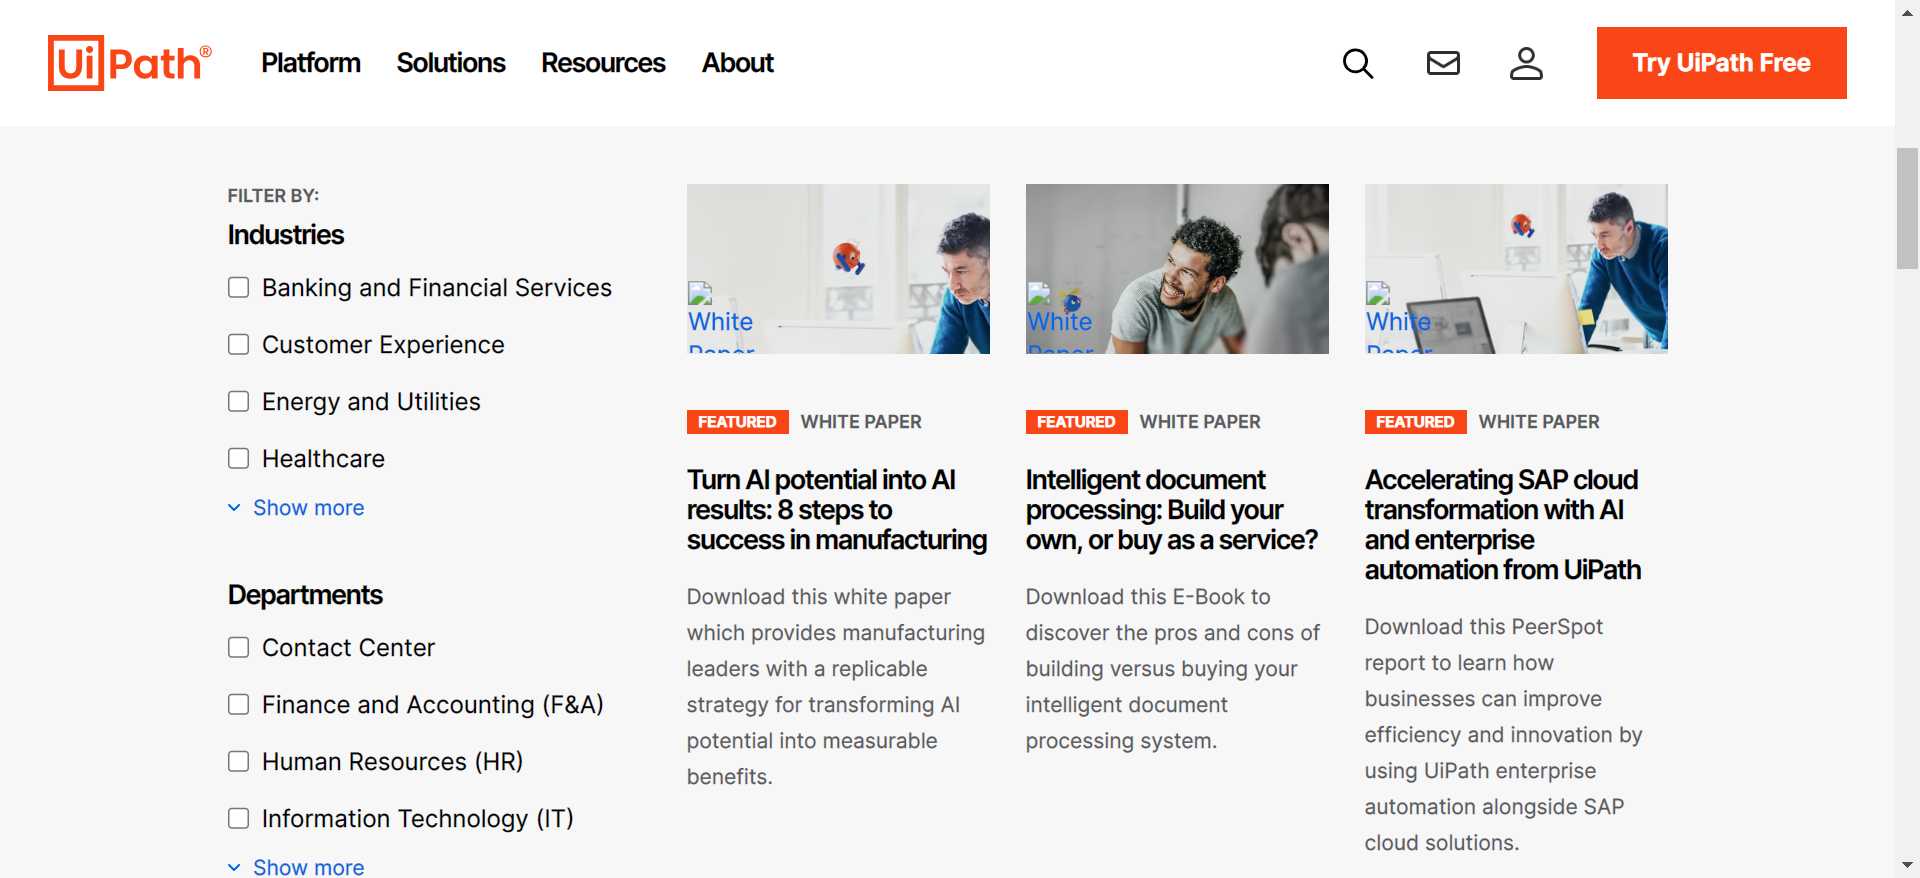 UiPath®
Platform
Solutions
Resources
About
Try UiPath Free
FILTER BY:
Industries
Banking and Financial Services
Customer Experience
Energy and Utilities
Healthcare
Show more
Departments
Contact Center
Finance and Accounting (F&A)
Human Resources (HR)
Information Technology (IT)
Show more
White
Paper
FEATURED WHITE PAPER
Turn AI potential into AI
results: 8 steps to
success in manufacturing
Download this white paper
which provides manufacturing
leaders with a replicable
strategy for transforming AI
potential into measurable
benefits.
White
Paper
FEATURED WHITE PAPER
Intelligent document
processing: Build your
own, or buy as a service?
Download this E-Book to
discover the pros and cons of
building versus buying your
intelligent document
processing system.
White
Paper
FEATURED WHITE PAPER
Accelerating SAP cloud
transformation with AI
and enterprise
automation from UiPath
Download this PeerSpot
report to learn how
businesses can improve
efficiency and innovation by
using UiPath enterprise
automation alongside SAP
cloud solutions.